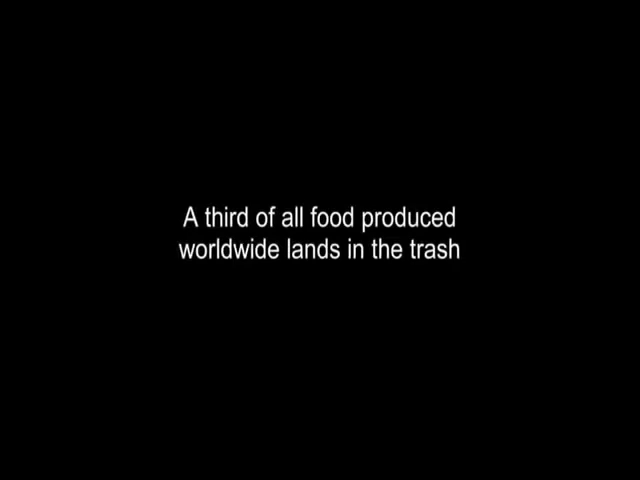 A third of all food produced
worldwide lands in the trash